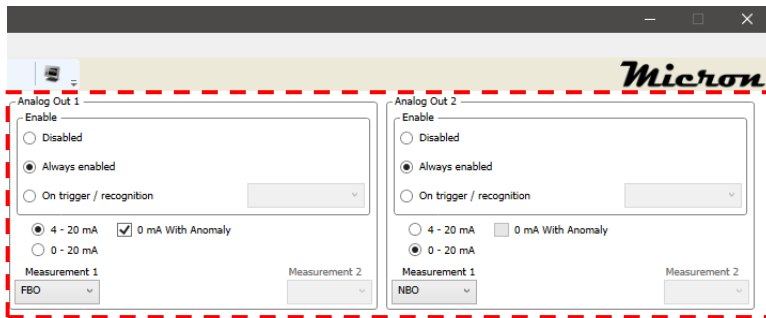 Micron
Analog Out 1
Enable
Disabled
Always enabled
On trigger / recognition
4 - 20 mA
0 mA With Anomaly
0 - 20 mA
Measurement 1
Measurement 2
FBO
Analog Out 2
Enable
Disabled
Always enabled
On trigger / recognition
4 - 20 mA
0 mA With Anomaly
0 - 20 mA
Measurement 1
Measurement 2
NBO